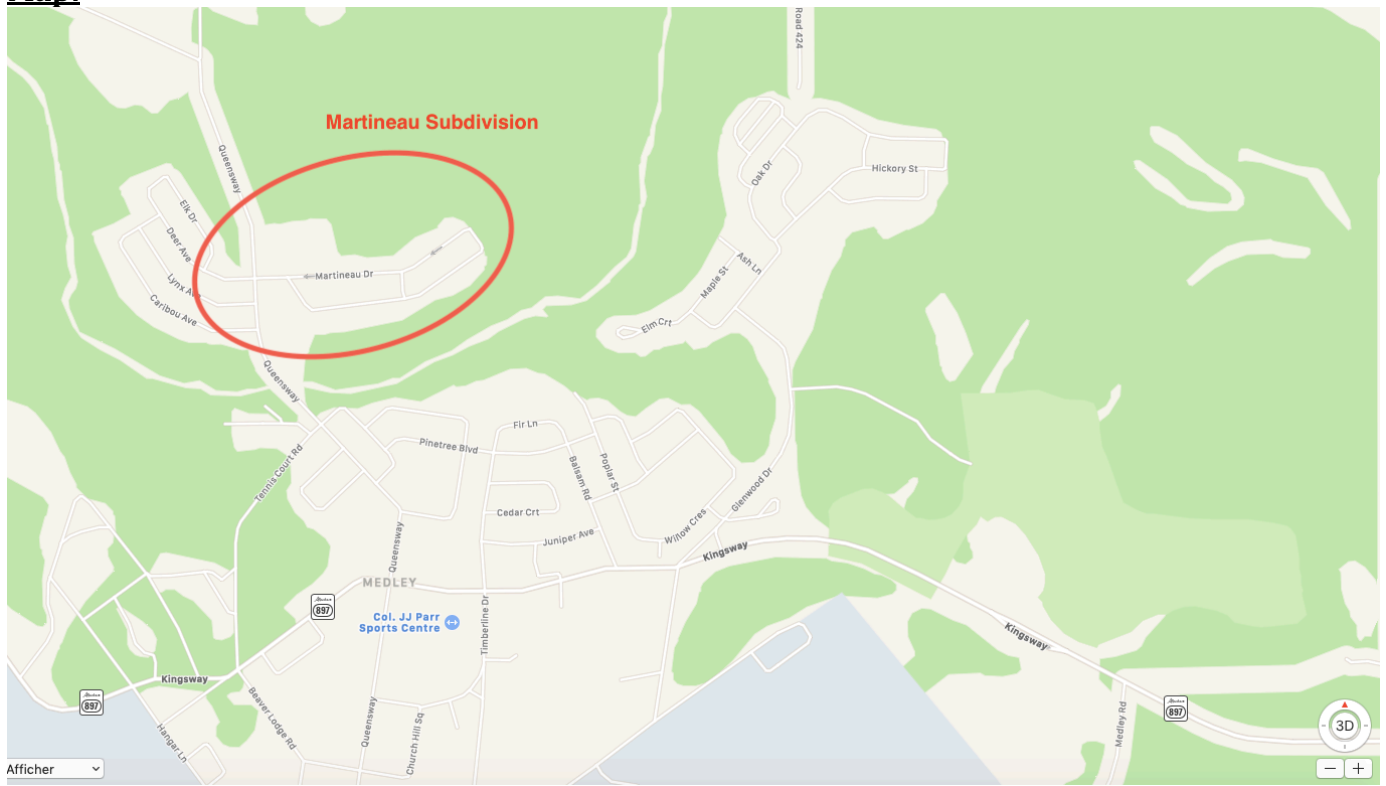 Road 424
Martineau Subdivision
Queensway
Hickory St
Oak Dr
Elk Dr
Deer Ave
Ash Ln
Martineau Dr
Lynx Ave
Maple St
Caribou Ave
Elm Crt
Queensway
Fir Ln
Pinetree Blvd
Tennis Court Rd
Balsam Rd
Poplar St
Glenwood Dr
Cedar Crt
Willow Cres
Juniper Ave
Queensway
Kingsway
MEDLEY
Alberta
897
Col. JJ Parr
Sports Centre
Timberline Dr
Kingsway
Kingsway
Alberta
897
Beaver Lodge Rd
Alberta
897
Medley Rd
Queensway
Church Hill Sq
Hangar Ln
3D
Afficher